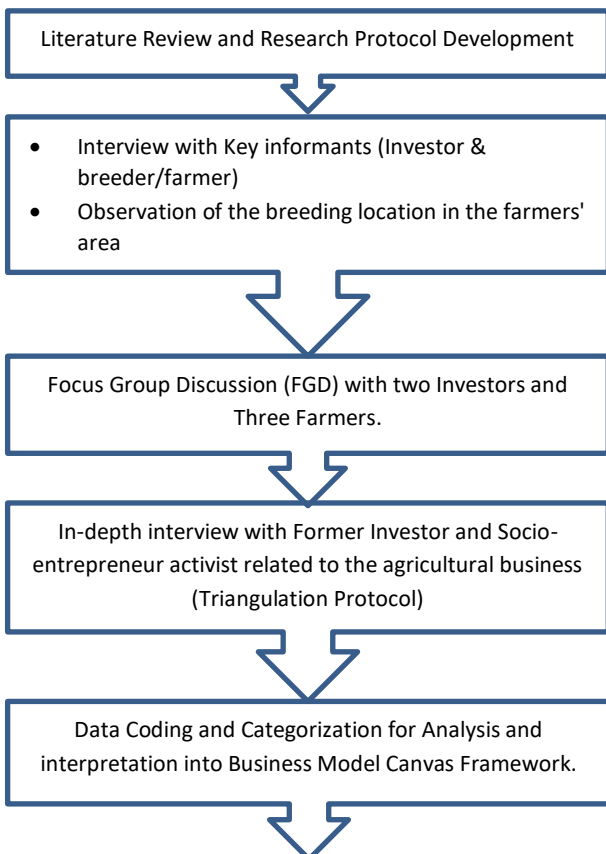 Literature Review and Research Protocol Development
• Interview with Key informants (Investor &
breeder/farmer)
• Observation of the breeding location in the farmers'
area
Focus Group Discussion (FGD) with two Investors and
Three Farmers.
In-depth interview with Former Investor and Socio-
entrepreneur activist related to the agricultural business
(Triangulation Protocol)
Data Coding and Categorization for Analysis and
interpretation into Business Model Canvas Framework.